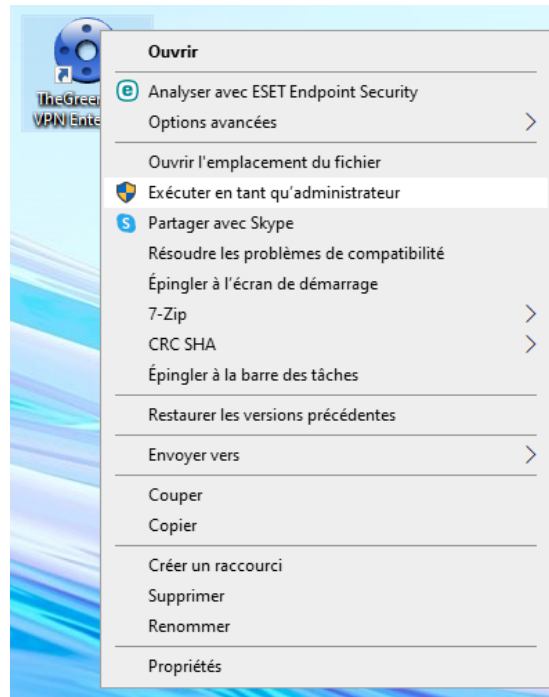 TheGreen
VPN Ente
Ouvrir
Analyser avec ESET Endpoint Security
Options avancées
Ouvrir l'emplacement du fichier
Exécuter en tant qu'administrateur
Partager avec Skype
Résoudre les problèmes de compatibilité
Épingler à l'écran de démarrage
7-Zip
CRC SHA
Épingler à la barre des tâches
Restaurer les versions précédentes
Envoyer vers
Couper
Copier
Créer un raccourci
Supprimer
Renommer
Propriétés